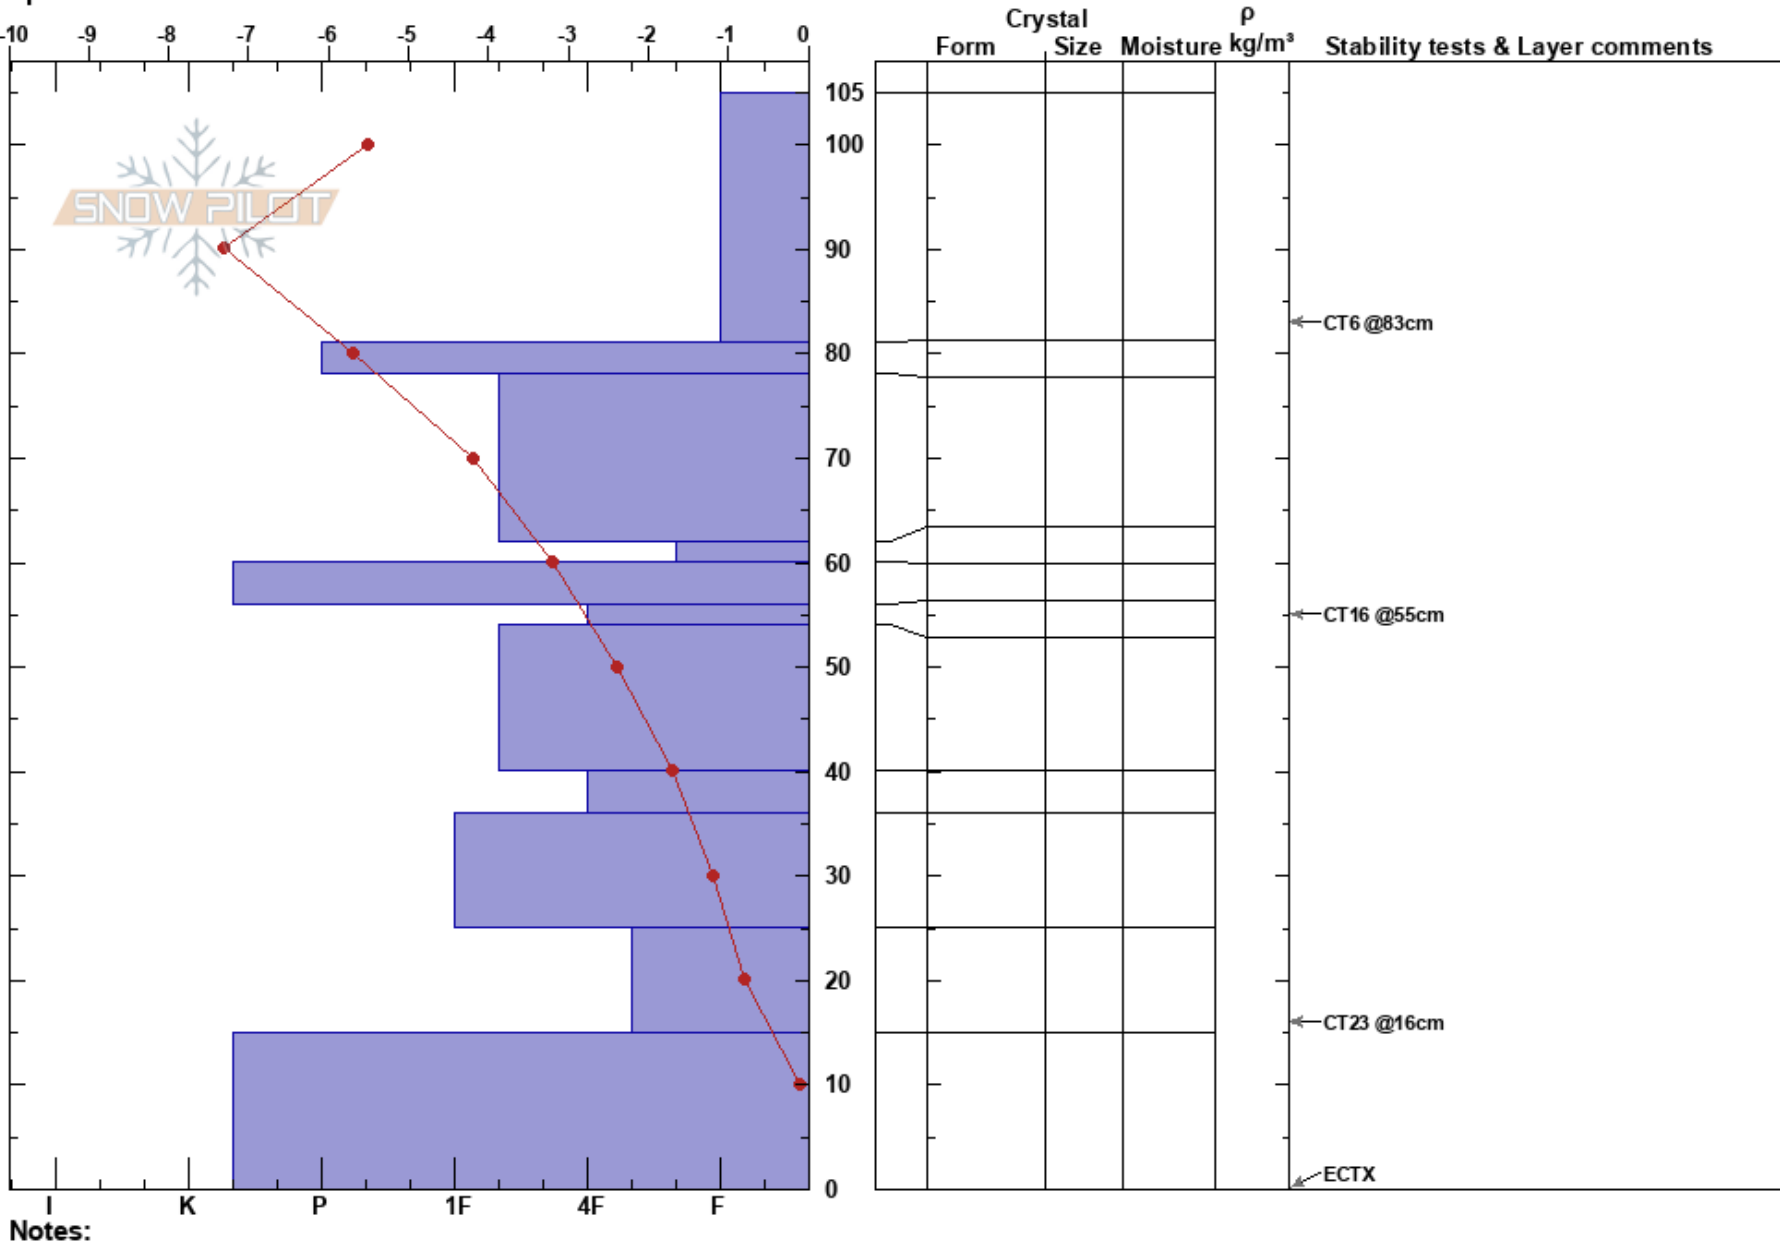 Crystal ρ
-10 -9 -8 -7 -6 -5 -4 -3 -2 -1 0 Form Size Moisture kg/m³ Stability tests & Layer comments
105
100
SNOW PILOT
90
CT6 @83cm
80
70
60
CT16 @55cm
50
40
30
20
CT23 @16cm
10
ECTX
0
I K P 1F 4F F
Notes: